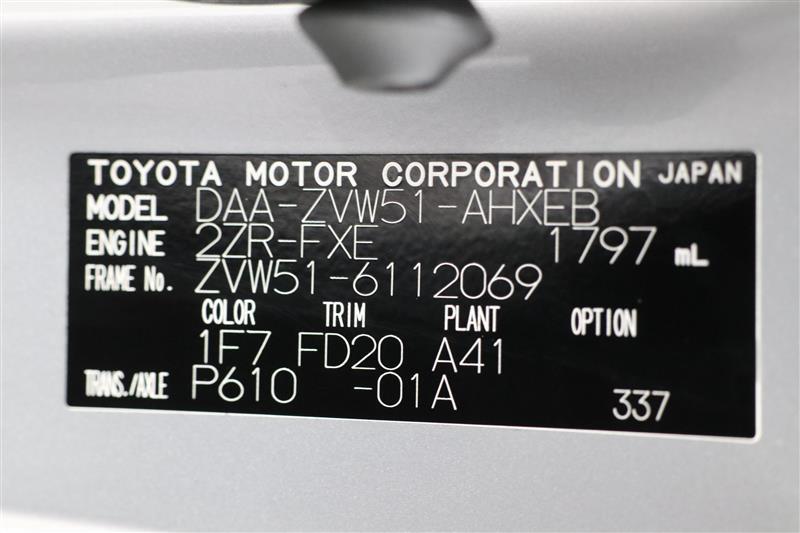 TOYOTA MOTOR CORPORATION JAPAN
MODEL DAA-ZVW51-AHXEB
ENGINE 2ZR-FXE 1797 mL
FRAME No. ZVW51-6112069
COLOR TRIM PLANT OPTION
1F7 FD20 A41
TRANS./AXLE P610 -01A 337